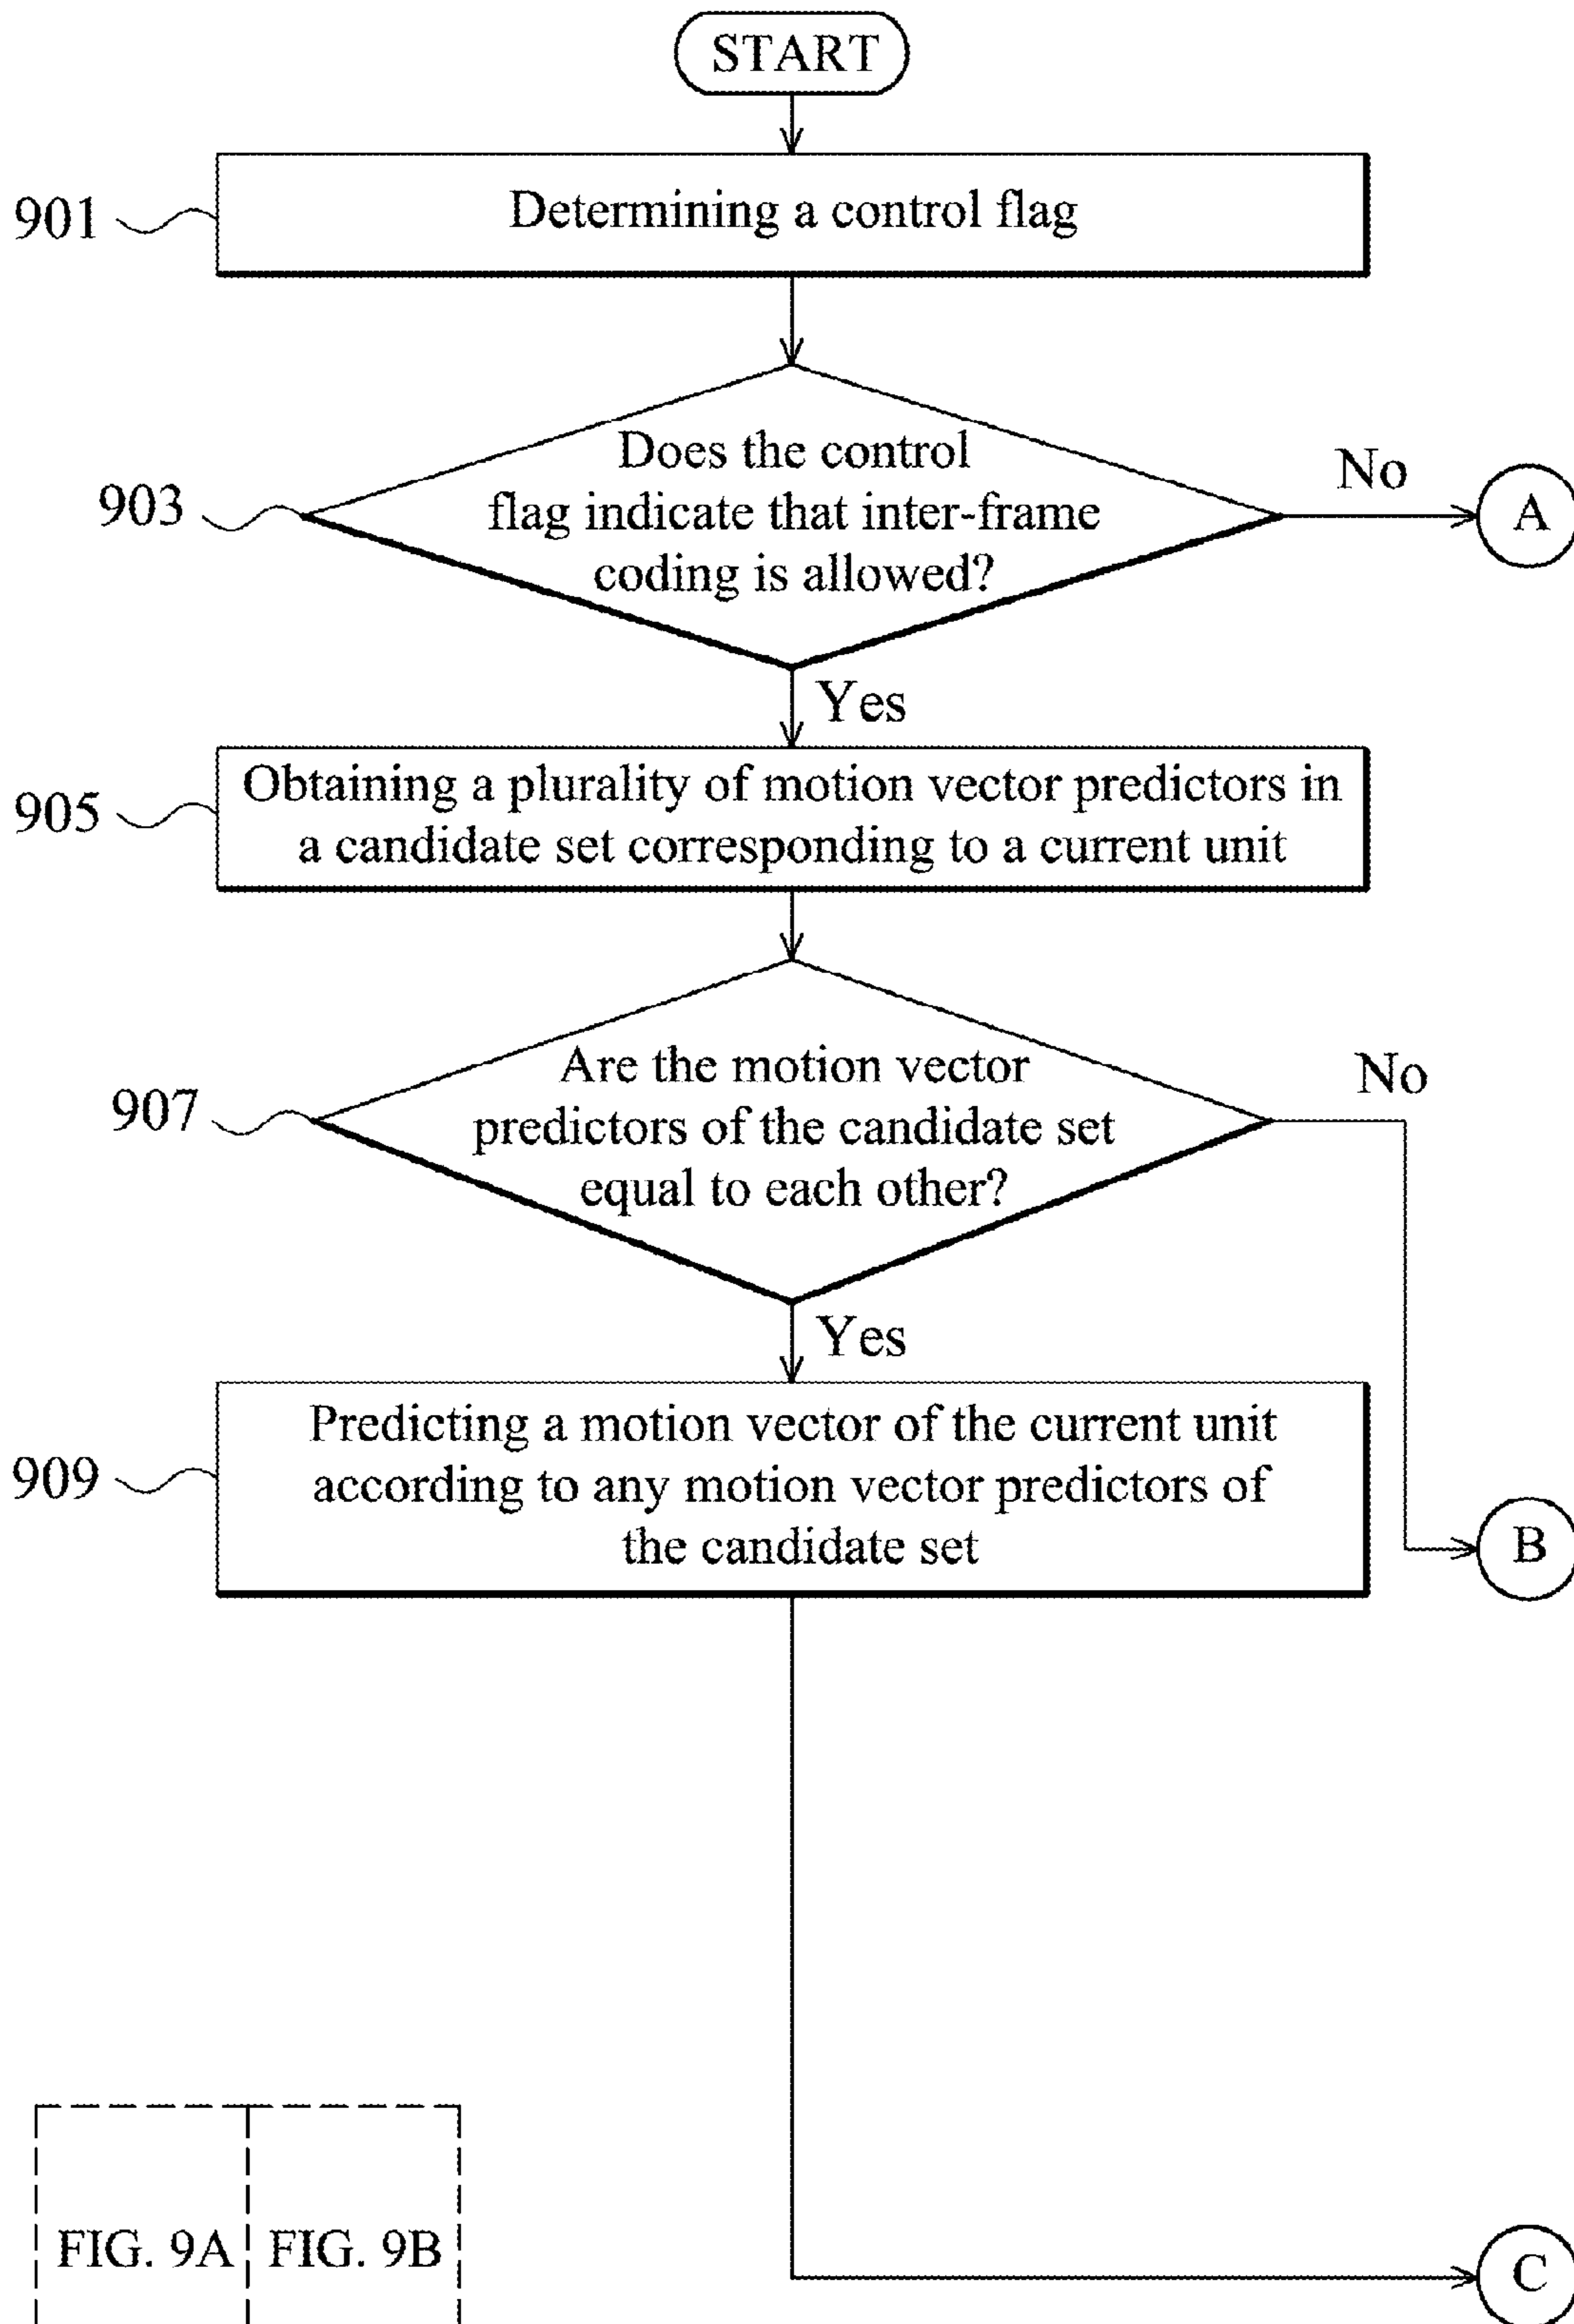 START
901
Determining a control flag
903
Does the control
flag indicate that inter-frame
coding is allowed?
No
A
Yes
905
Obtaining a plurality of motion vector predictors in
a candidate set corresponding to a current unit
907
Are the motion vector
predictors of the candidate set
equal to each other?
No
Yes
909
Predicting a motion vector of the current unit
according to any motion vector predictors of
the candidate set
B
FIG. 9A
FIG. 9B
C